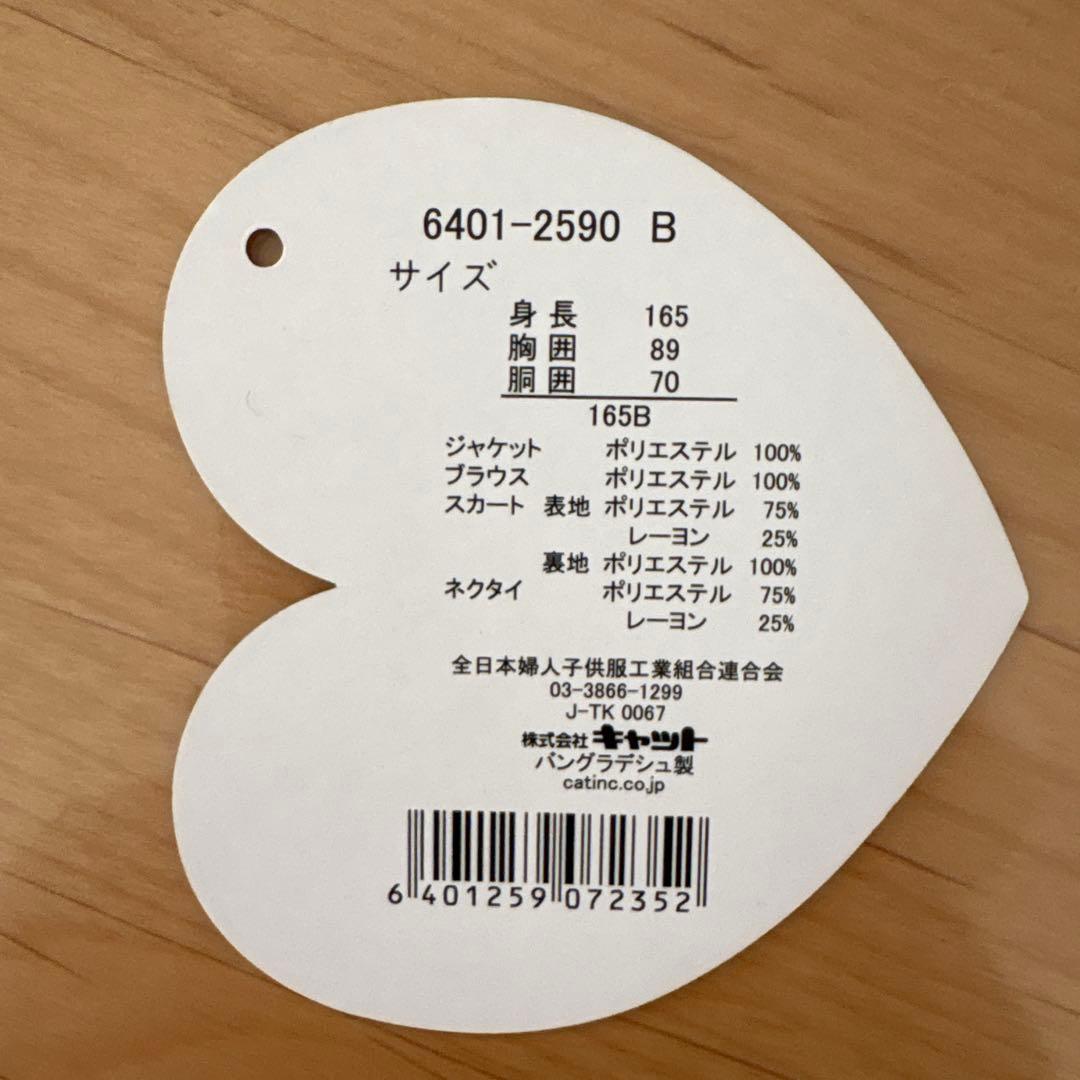 6401-2590 B
サイズ
身長 165
胸囲 89
胴囲 70
165B
ジャケット ポリエステル 100%
ブラウス ポリエステル 100%
スカート 表地 ポリエステル 75%
レーヨン 25%
裏地 ポリエステル 100%
ネクタイ ポリエステル 75%
レーヨン 25%
全日本婦人子供服工業組合連合会
03-3866-1299
J-TK 0067
株式会社 キャット
バングラデシュ製
catinc.co.jp
6 401259 072352